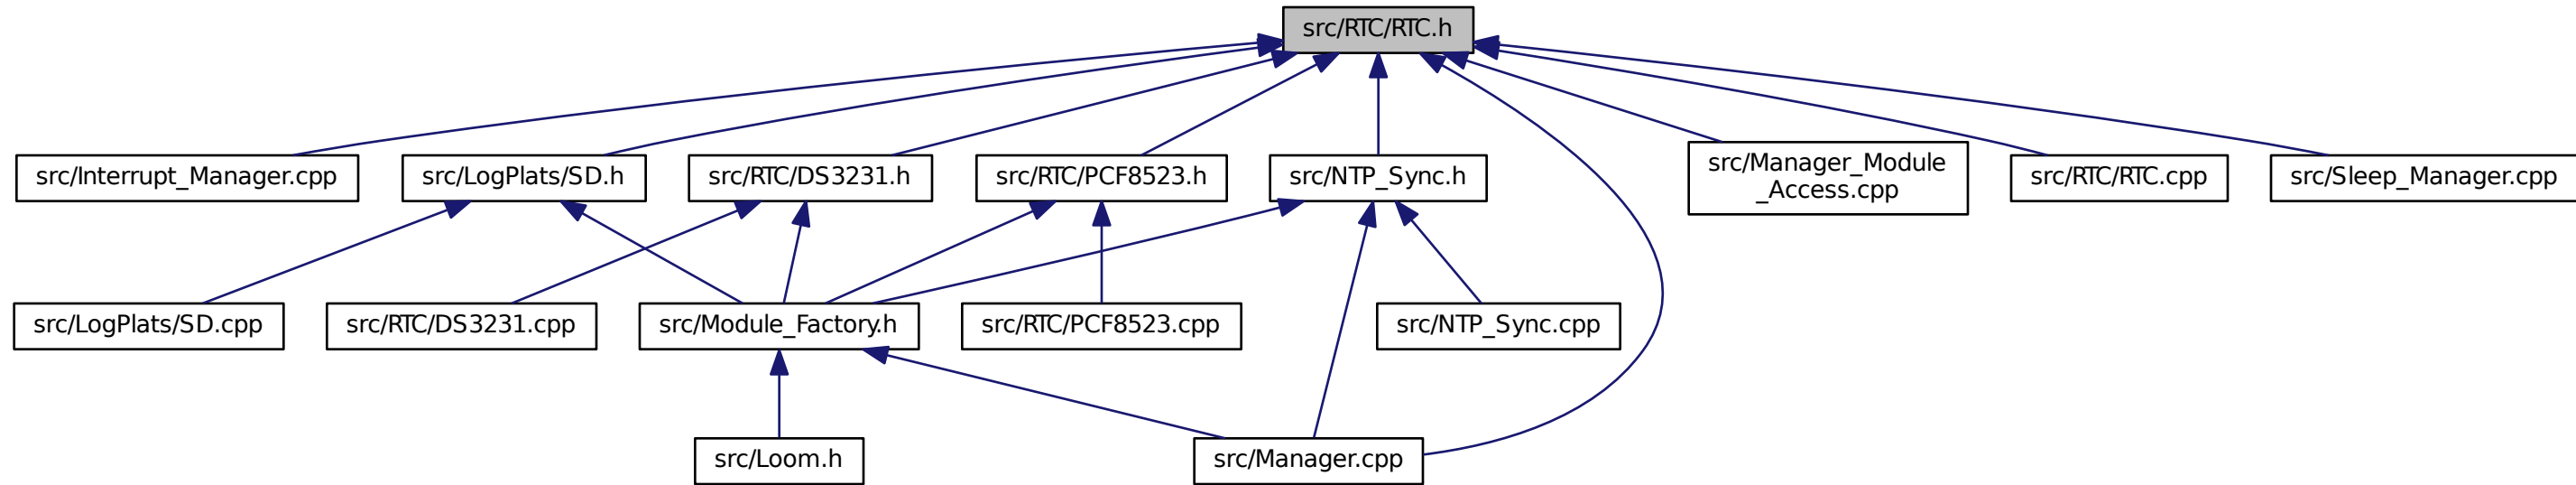 src/RTC/RTC.h
src/Interrupt_Manager.cpp
src/LogPlats/SD.h
src/RTC/DS3231.h
src/RTC/PCF8523.h
src/NTP_Sync.h
src/Manager_Module
_Access.cpp
src/RTC/RTC.cpp
src/Sleep_Manager.cpp
src/LogPlats/SD.cpp
src/RTC/DS3231.cpp
src/Module_Factory.h
src/RTC/PCF8523.cpp
src/NTP_Sync.cpp
src/Loom.h
src/Manager.cpp